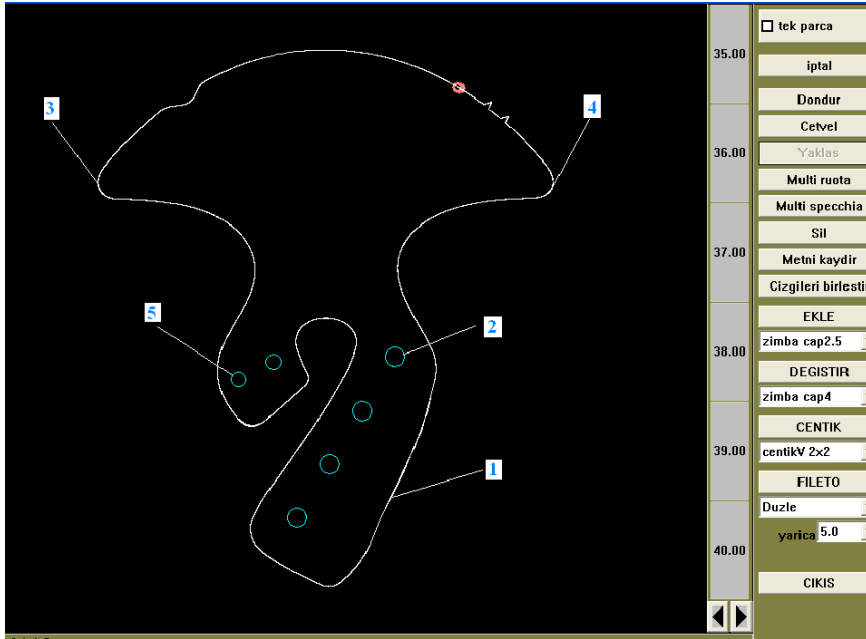 3
4
5
2
1
35.00
36.00
37.00
38.00
39.00
40.00
tek parca
iptal
Dondur
Cetvel
Yaklas
Multi ruota
Multi specchia
Sil
Metni kaydir
Cizgileri birlestir
EKLE
zimba cap2.5
DEGISTIR
zimba cap4
CENTIK
centikV 2x2
FILETO
Duzle
yarica 5.0
CIKIS